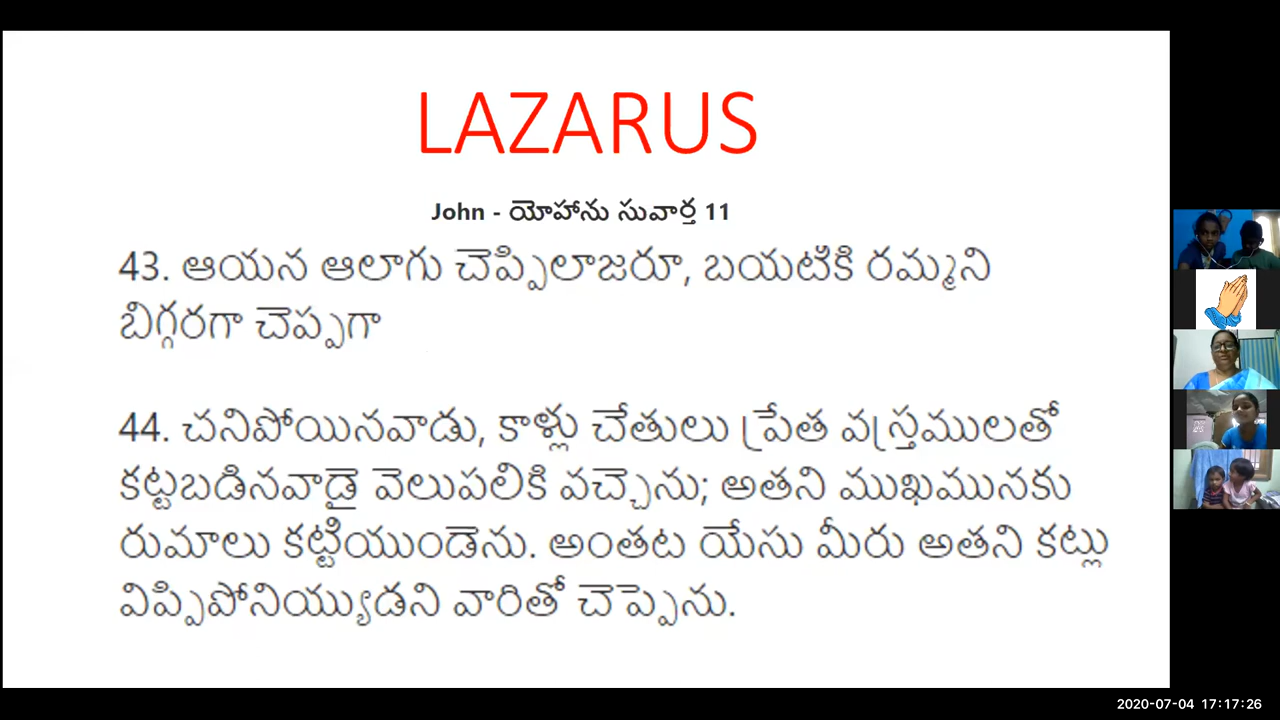 LAZARUS
John - యోహాను సువార్త 11
43. ఆయన ఆలాగు చెప్పిలాజరూ, బయటికి రమ్మని
బిగ్గరగా చెప్పగా
44. చనిపోయినవాడు, కాళ్లు చేతులు ప్రేత వస్త్రములతో
కట్టబడినవాడై వెలుపలికి వచ్చెను; అతని ముఖమునకు
రుమాలు కట్టియుండెను. అంతట యేసు మీరు అతని కట్లు
విప్పిపోనియ్యుడని వారితో చెప్పెను.
2020-07-04 17:17:26